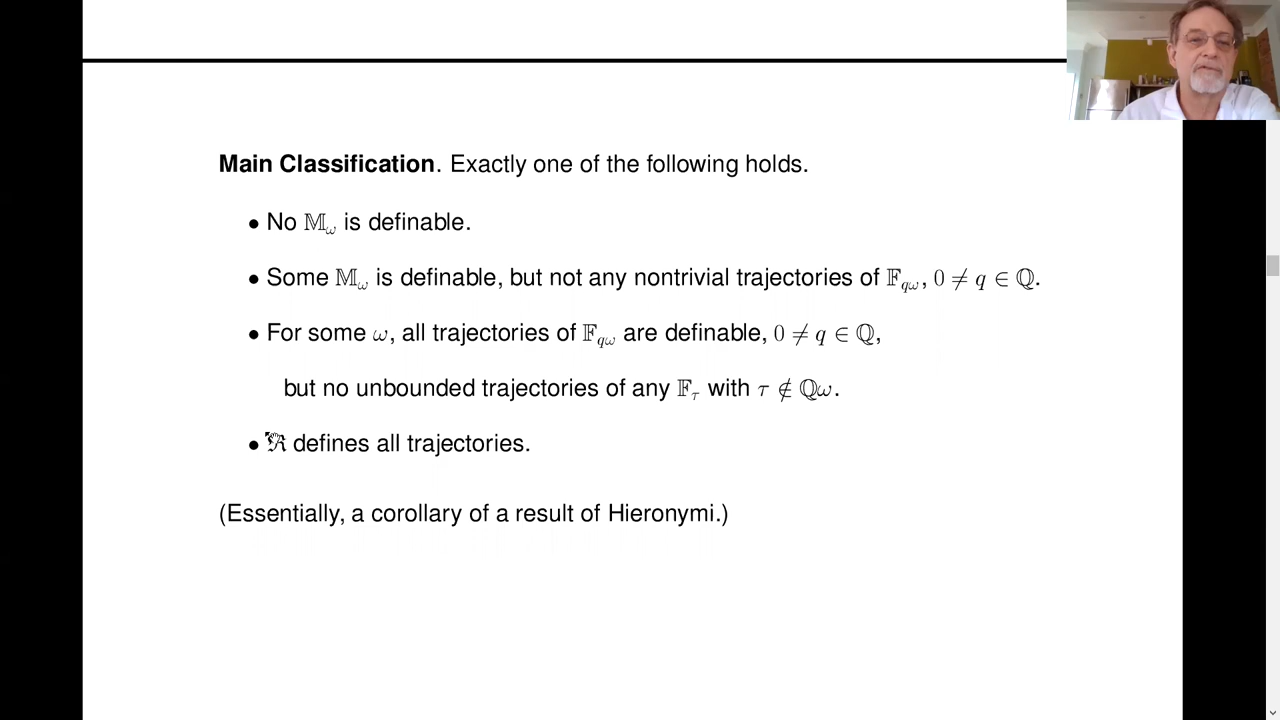 Main Classification. Exactly one of the following holds.
• No 𝕄_ω is definable.
• Some 𝕄_ω is definable, but not any nontrivial trajectories of 𝔽_{qω}, 0 ≠ q ∈ ℚ.
• For some ω, all trajectories of 𝔽_{qω} are definable, 0 ≠ q ∈ ℚ,
but no unbounded trajectories of any 𝔽_τ with τ ∉ ℚω.
• ℜ defines all trajectories.
(Essentially, a corollary of a result of Hieronymi.)